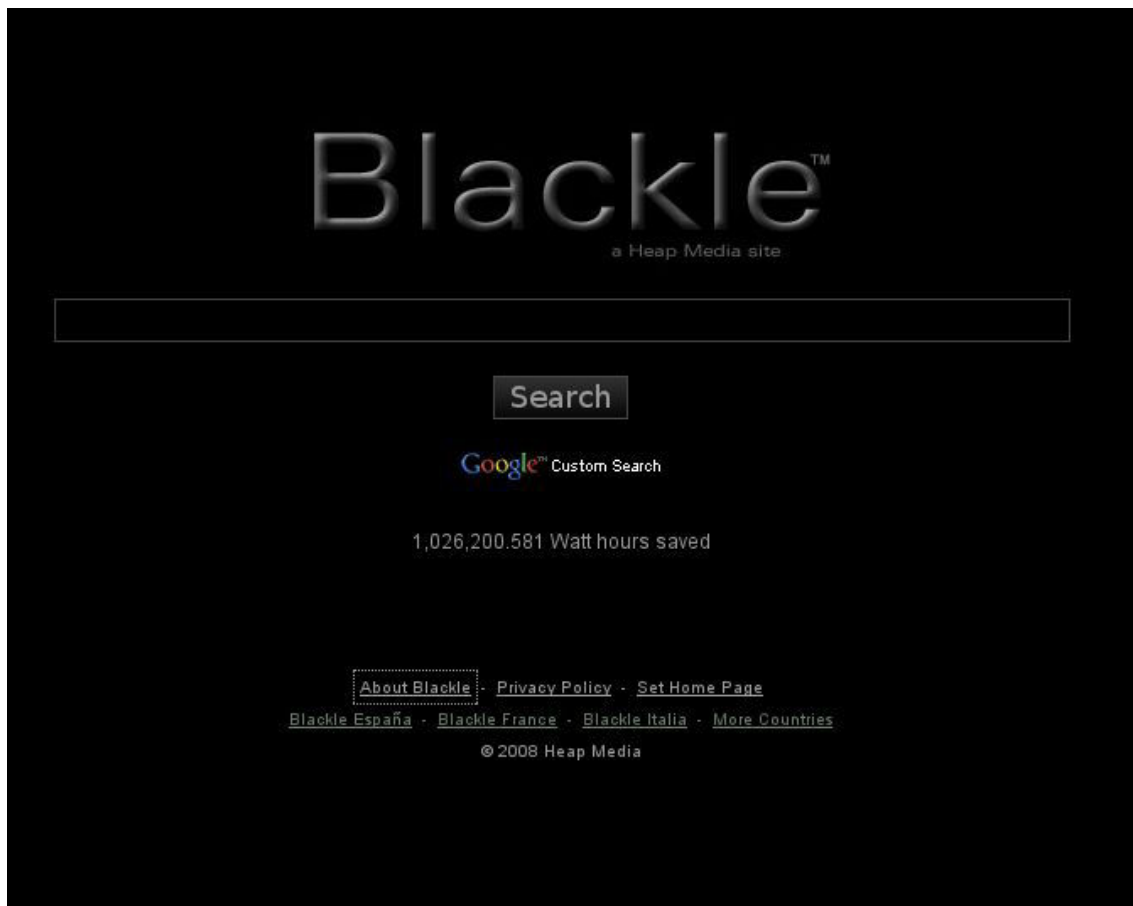 Blackle™
a Heap Media site
Search
Google™ Custom Search
1,026,200.581 Watt hours saved
About Blackle - Privacy Policy - Set Home Page
Blackle España - Blackle France - Blackle Italia - More Countries
© 2008 Heap Media